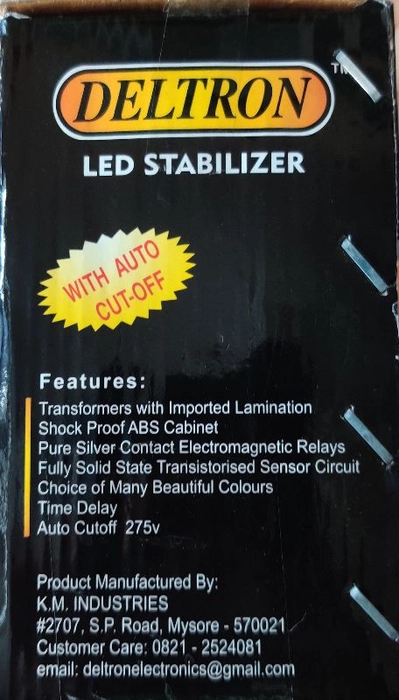 DELTRON TM
LED STABILIZER
WITH AUTO
CUT-OFF
Features:
Transformers with Imported Lamination
Shock Proof ABS Cabinet
Pure Silver Contact Electromagnetic Relays
Fully Solid State Transistorised Sensor Circuit
Choice of Many Beautiful Colours
Time Delay
Auto Cutoff 275v
Product Manufactured By:
K.M. INDUSTRIES
#2707, S.P. Road, Mysore - 570021
Customer Care: 0821 - 2524081
email: deltronelectronics@gmail.com